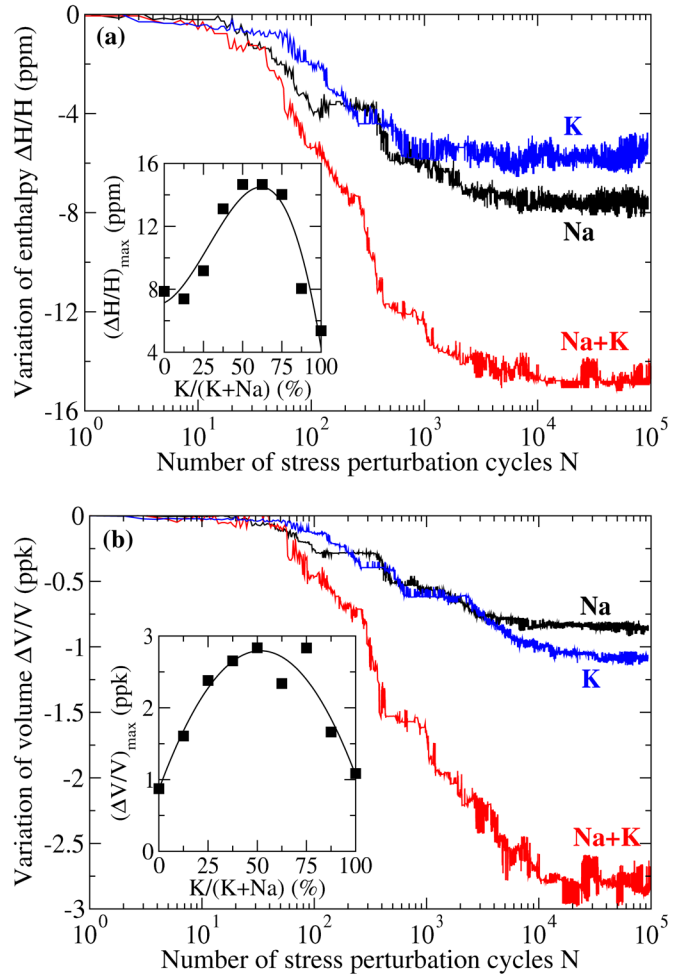 (a)
Variation of enthalpy ΔH/H (ppm)
0
-4
-8
-12
-16
K
Na
Na+K
16
14
12
8
4
(ΔH/H)max (ppm)
0 25 50 75 100
K/(K+Na) (%)
10^0 10^1 10^2 10^3 10^4 10^5
Number of stress perturbation cycles N
(b)
Variation of volume ΔV/V (ppk)
0
-0.5
-1
-1.5
-2
-2.5
-3
Na
K
Na+K
3
2
1
0
(ΔV/V)max (ppk)
0 25 50 75 100
K/(K+Na) (%)
10^0 10^1 10^2 10^3 10^4 10^5
Number of stress perturbation cycles N